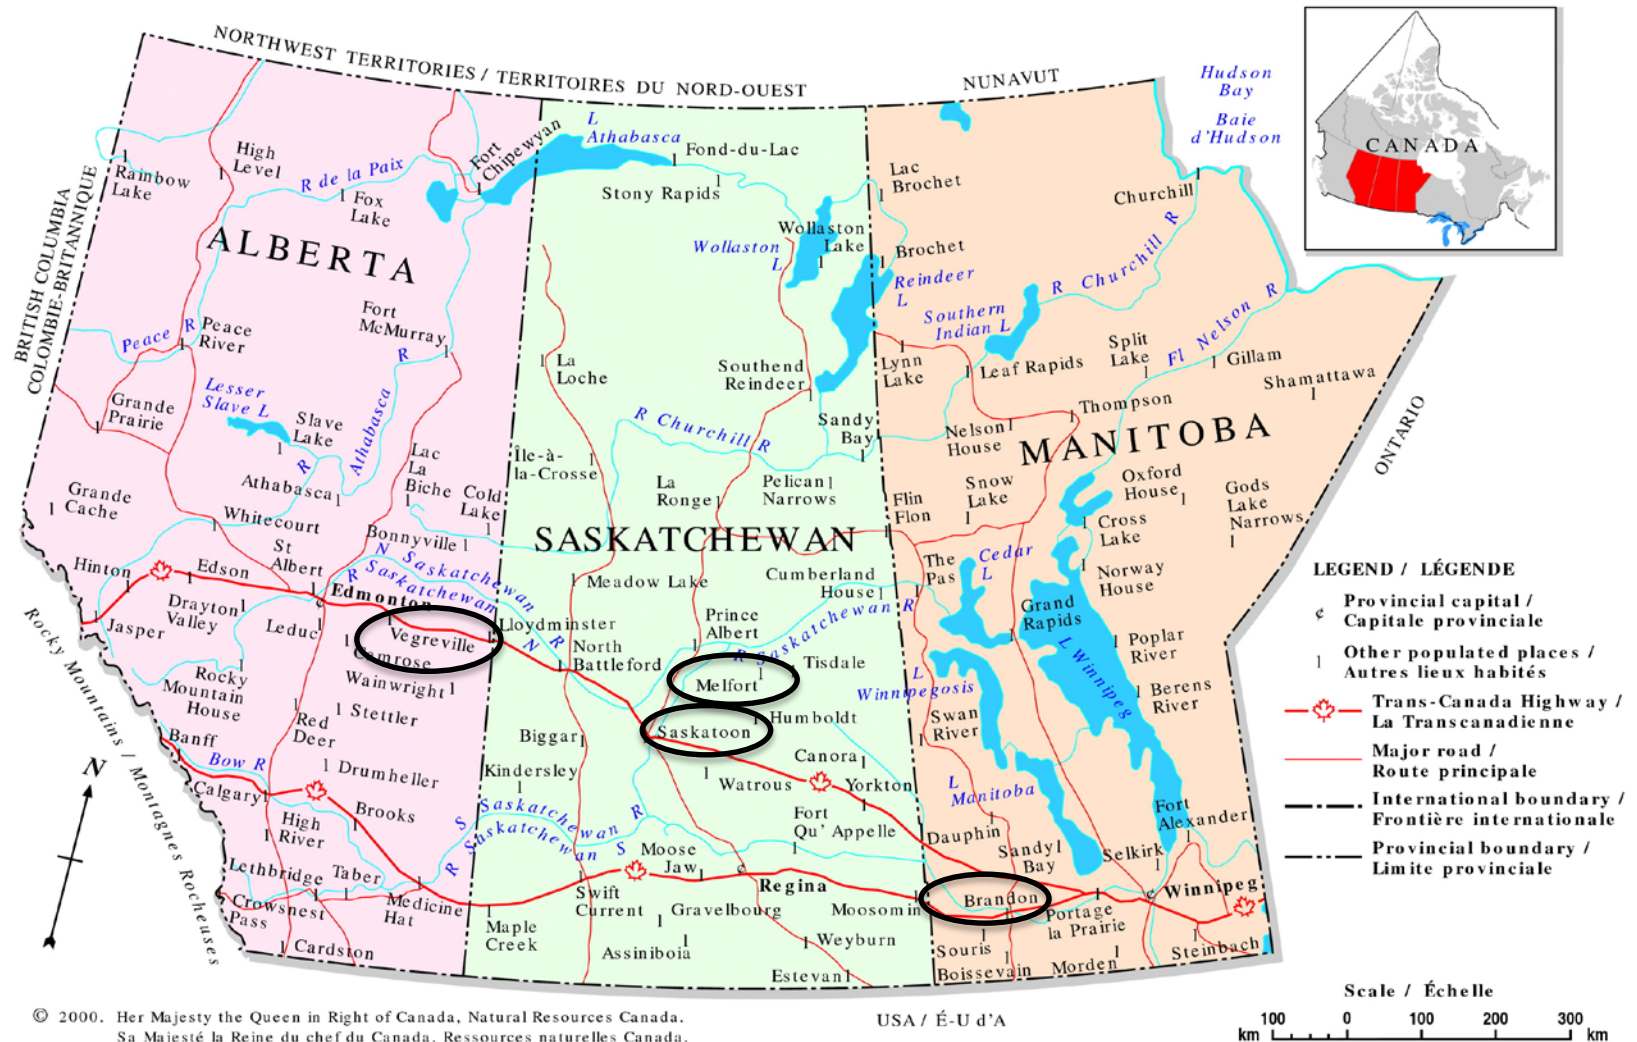 NORTHWEST TERRITORIES / TERRITOIRES DU NORD-OUEST
NUNAVUT
Hudson
Bay
Baie
d'Hudson
CANADA
BRITISH COLUMBIA
COLOMBIE-BRITANNIQUE
ALBERTA
Rainbow
Lake
High
Level
R de la Paix
Fox
Lake
Fort
Chipewyan
L
Athabasca
Fond-du-Lac
Stony Rapids
Wollaston
Lake
Wollaston
L
Lac
Brochet
Brochet
Reindeer
L
Churchill
R Churchill R
Southern
Indian L
Peace R
Peace
River
Fort
McMurray
R
Athabasca
R
Lesser
Slave L
Slave
Lake
Grande
Prairie
La
Loche
Southend
Reindeer
Lynn
Lake
Leaf Rapids
Split
Lake
Fl Nelson R
Gillam
Shamattawa
Thompson
Nelson
House
MANITOBA
ONTARIO
Sandy
Bay
R Churchill R
Île-à-
la-Crosse
La
Ronge
Pelican
Narrows
Flin
Flon
Snow
Lake
Oxford
House
Gods
Lake
Narrows
Cross
Lake
Norway
House
Grande
Cache
Athabasca
Lac
La
Biche
Cold
Lake
Whitecourt
St
Albert
Bonnyville
N Saskatchewan
R Saskatchewan
R
N
SASKATCHEWAN
Hinton
Edson
Edmonton
Drayton
Valley
Leduc
Jasper
Vegreville
Camrose
Lloydminster
Meadow Lake
Cumberland
House
The
Pas
Cedar
L
Grand
Rapids
Prince
Albert
R Saskatchewan R
North
Battleford
Melfort
Tisdale
L
Winnipegosis
L Winnipeg
Poplar
River
Berens
River
Rocky
Mountain
House
Wainwright
Stettler
Red
Deer
Saskatoon
Humboldt
Swan
River
Biggar
Banff
Bow R
Calgary
Drumheller
Kindersley
Watrous
Canora
Yorkton
L
Manitoba
Brooks
High
River
S Saskatchewan R
R Saskatchewan S
Fort
Qu'Appelle
Dauphin
Sandy
Bay
Fort
Alexander
Selkirk
Moose
Jaw
Regina
Lethbridge
Taber
Crowsnest
Pass
Medicine
Hat
Swift
Current
Gravelbourg
Moosomin
Brandon
Portage
la Prairie
Winnipeg
Cardston
Maple
Creek
Assiniboia
Weyburn
Estevan
Souris
Boissevain
Morden
Steinbach
Rocky Mountains / Montagnes Rocheuses
N
USA / É-U d'A
LEGEND / LÉGENDE
Provincial capital /
Capitale provinciale
Other populated places /
Autres lieux habités
Trans-Canada Highway /
La Transcanadienne
Major road /
Route principale
International boundary /
Frontière internationale
Provincial boundary /
Limite provinciale
Scale / Échelle
km 100 0 100 200 300 km
© 2000. Her Majesty the Queen in Right of Canada, Natural Resources Canada.
Sa Majesté la Reine du chef du Canada, Ressources naturelles Canada.